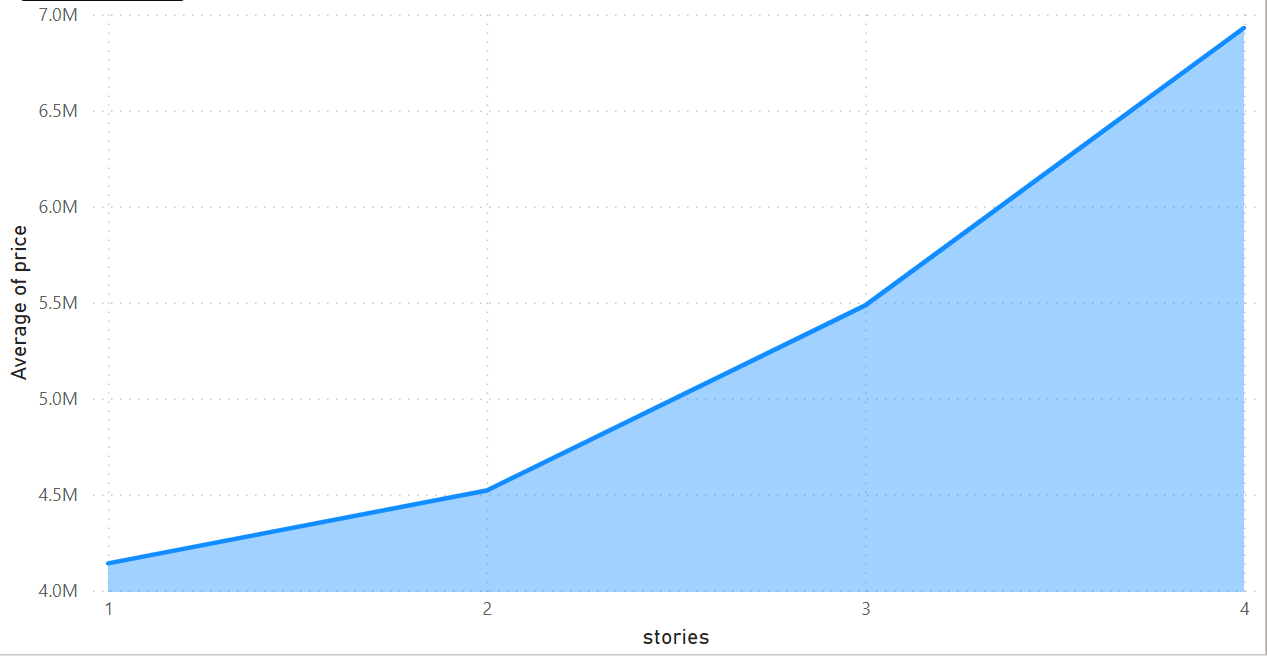 7.0M
6.5M
6.0M
5.5M
5.0M
4.5M
4.0M
Average of price
1 2 3 4
stories